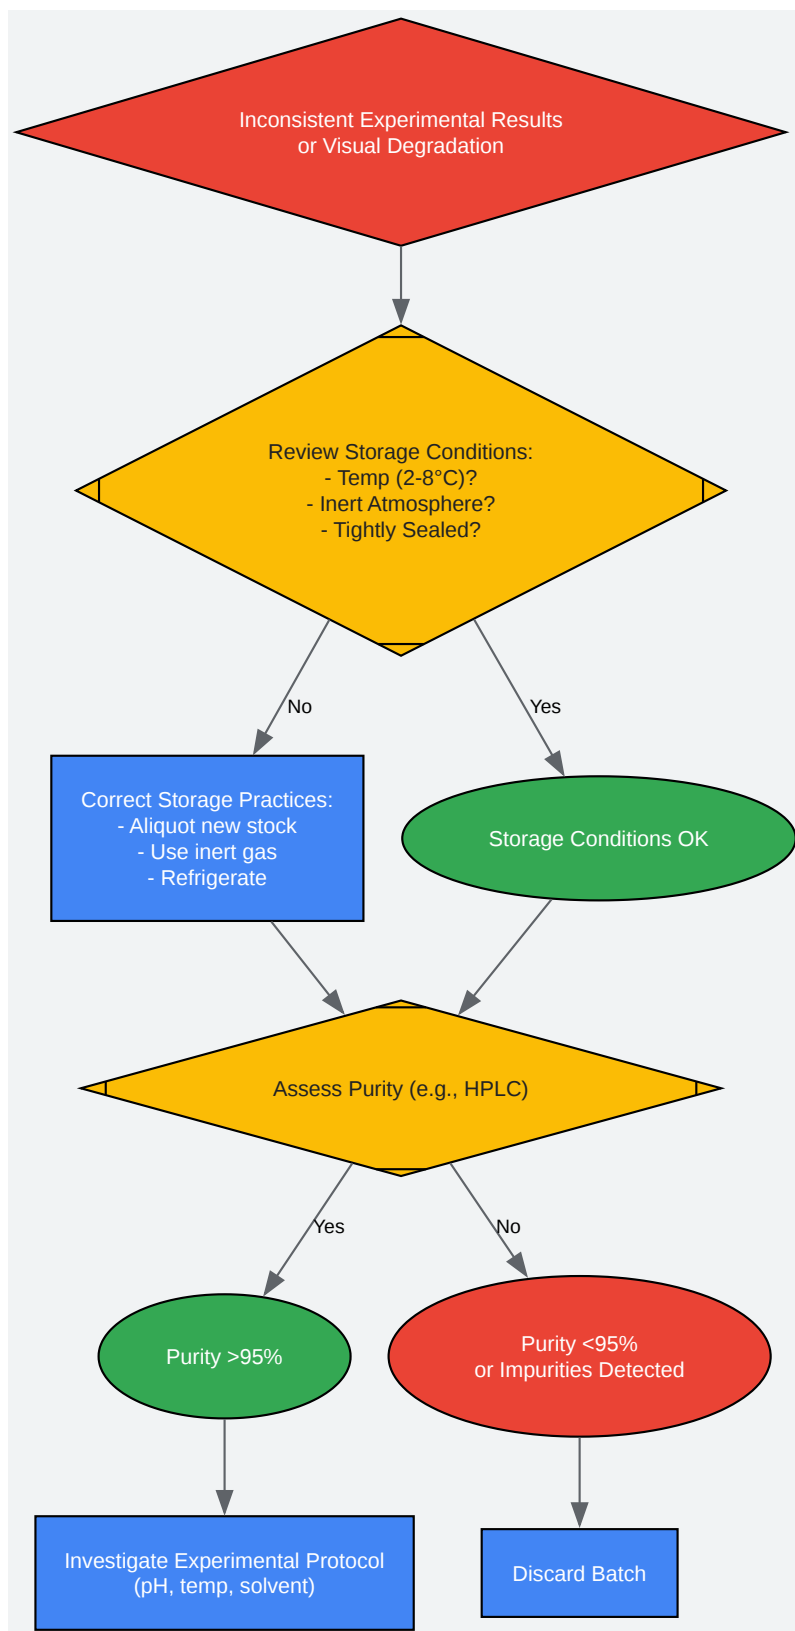 Inconsistent Experimental Results
or Visual Degradation
Review Storage Conditions:
- Temp (2-8°C)?
- Inert Atmosphere?
- Tightly Sealed?
No
Yes
Correct Storage Practices:
- Aliquot new stock
- Use inert gas
- Refrigerate
Storage Conditions OK
Assess Purity (e.g., HPLC)
Yes
No
Purity >95%
Purity <95%
or Impurities Detected
Investigate Experimental Protocol
(pH, temp, solvent)
Discard Batch